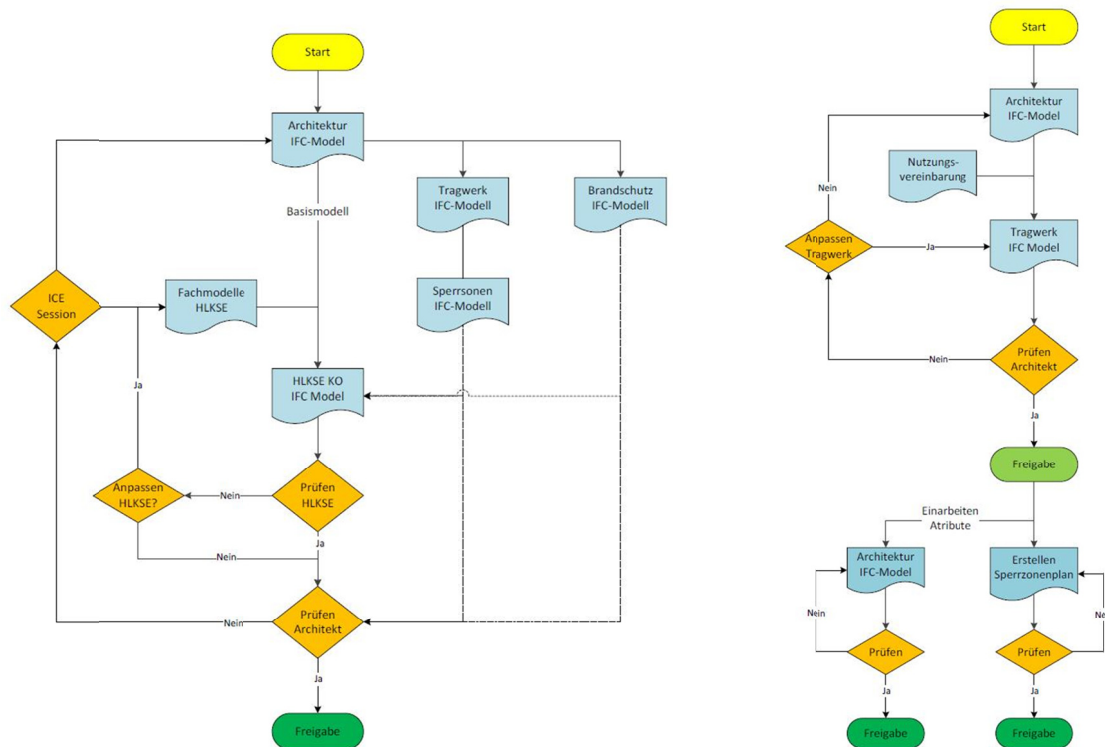 Start
Architektur
IFC-Model
Tragwerk
IFC-Modell
Brandschutz
IFC-Modell
Basismodell
ICE
Session
Fachmodelle
HLKSE
Sperrsonen
IFC-Modell
Ja
HLKSE KO
IFC Model
Anpassen
HLKSE?
Nein
Prüfen
HLKSE
Ja
Nein
Nein
Prüfen
Architekt
Ja
Freigabe
Start
Architektur
IFC-Model
Nutzungs-
vereinbarung
Nein
Anpassen
Tragwerk
Ja
Tragwerk
IFC Model
Nein
Prüfen
Architekt
Ja
Freigabe
Einarbeiten
Atribute
Architektur
IFC-Model
Erstellen
Sperrzonenplan
Nein
Ne
Prüfen
Prüfen
Ja
Ja
Freigabe
Freigabe